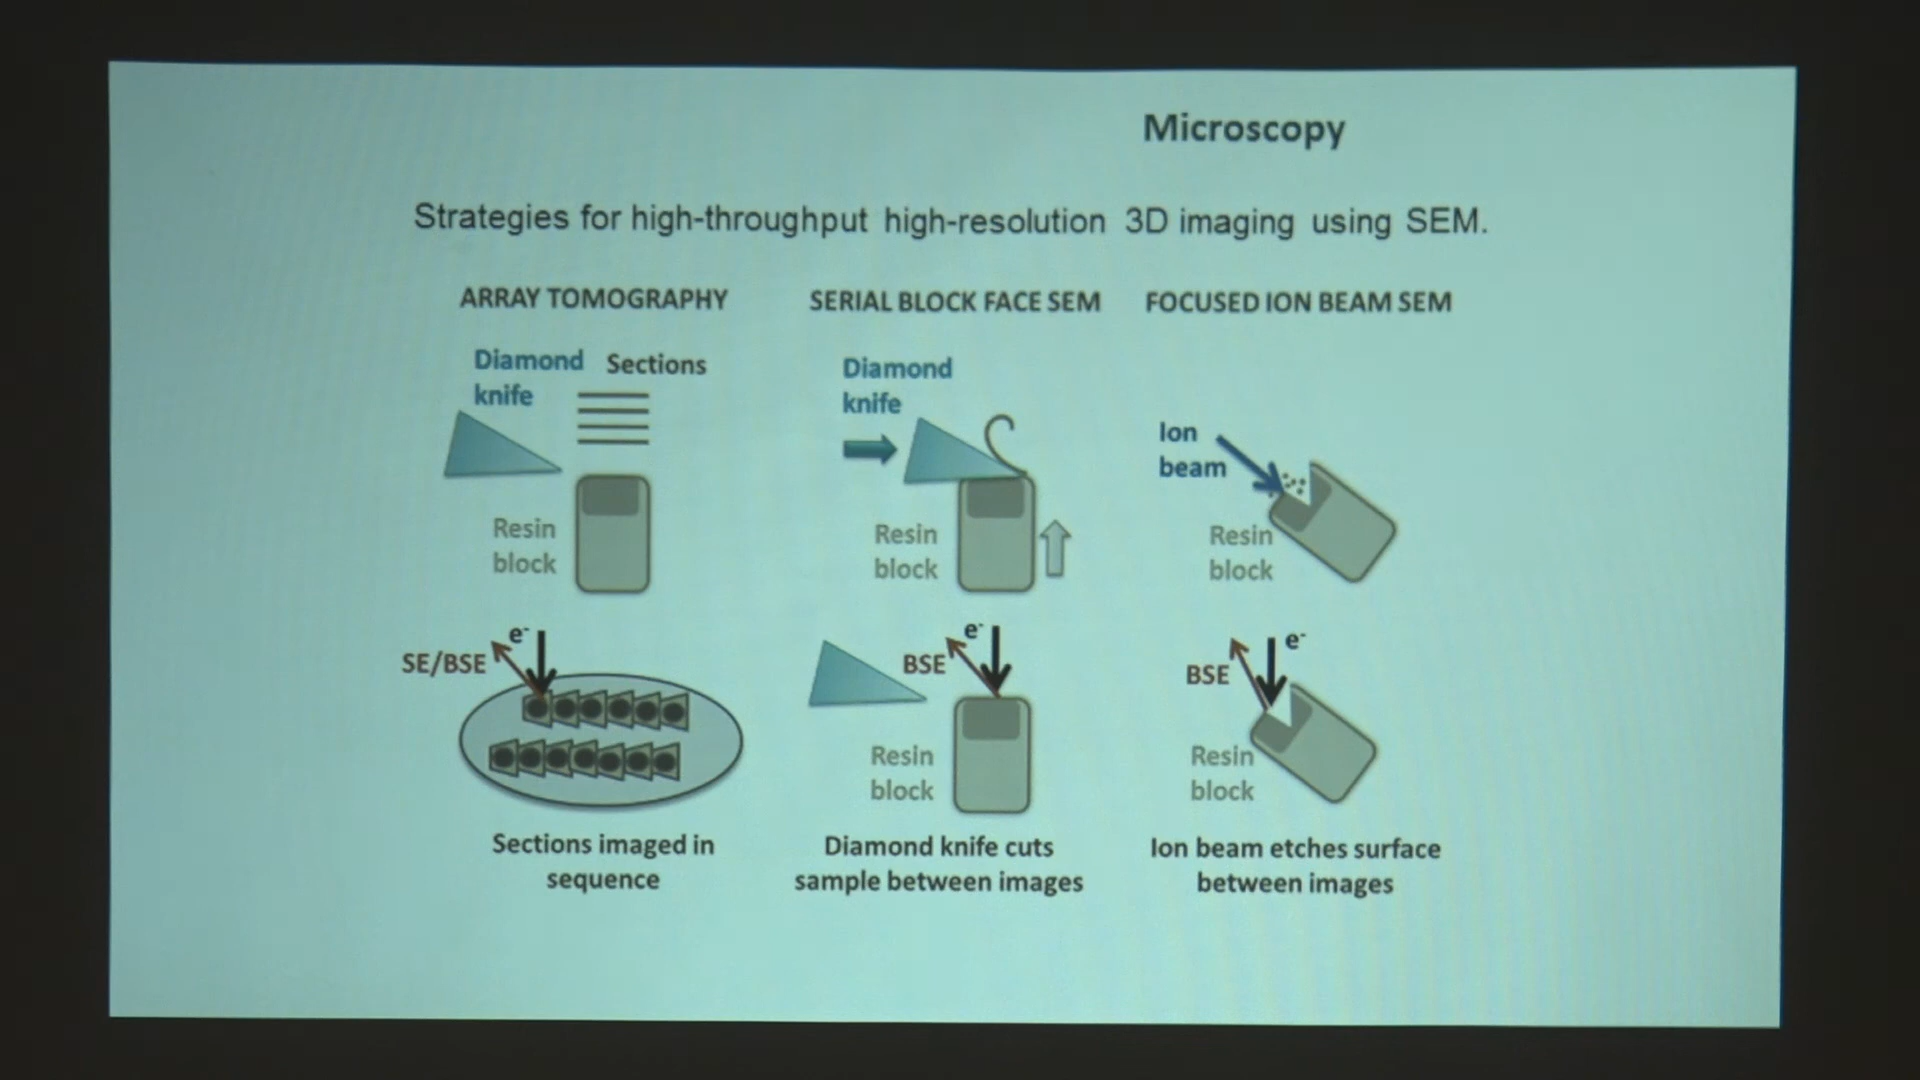 Microscopy
Strategies for high-throughput high-resolution 3D imaging using SEM.
ARRAY TOMOGRAPHY
Diamond
knife
Sections
Resin
block
e-
SE/BSE
Sections imaged in
sequence
SERIAL BLOCK FACE SEM
Diamond
knife
Resin
block
e-
BSE
Resin
block
Diamond knife cuts
sample between images
FOCUSED ION BEAM SEM
Ion
beam
Resin
block
e-
BSE
Resin
block
Ion beam etches surface
between images